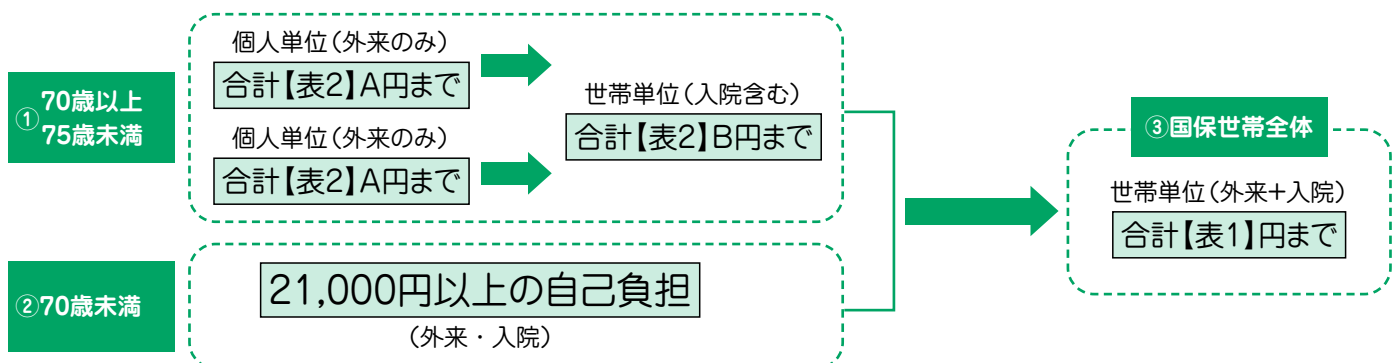 ①70歳以上
75歳未満
個人単位(外来のみ)
合計【表2】A円まで
個人単位(外来のみ)
合計【表2】A円まで
世帯単位(入院含む)
合計【表2】B円まで
②70歳未満
21,000円以上の自己負担
(外来・入院)
③国保世帯全体
世帯単位(外来+入院)
合計【表1】円まで